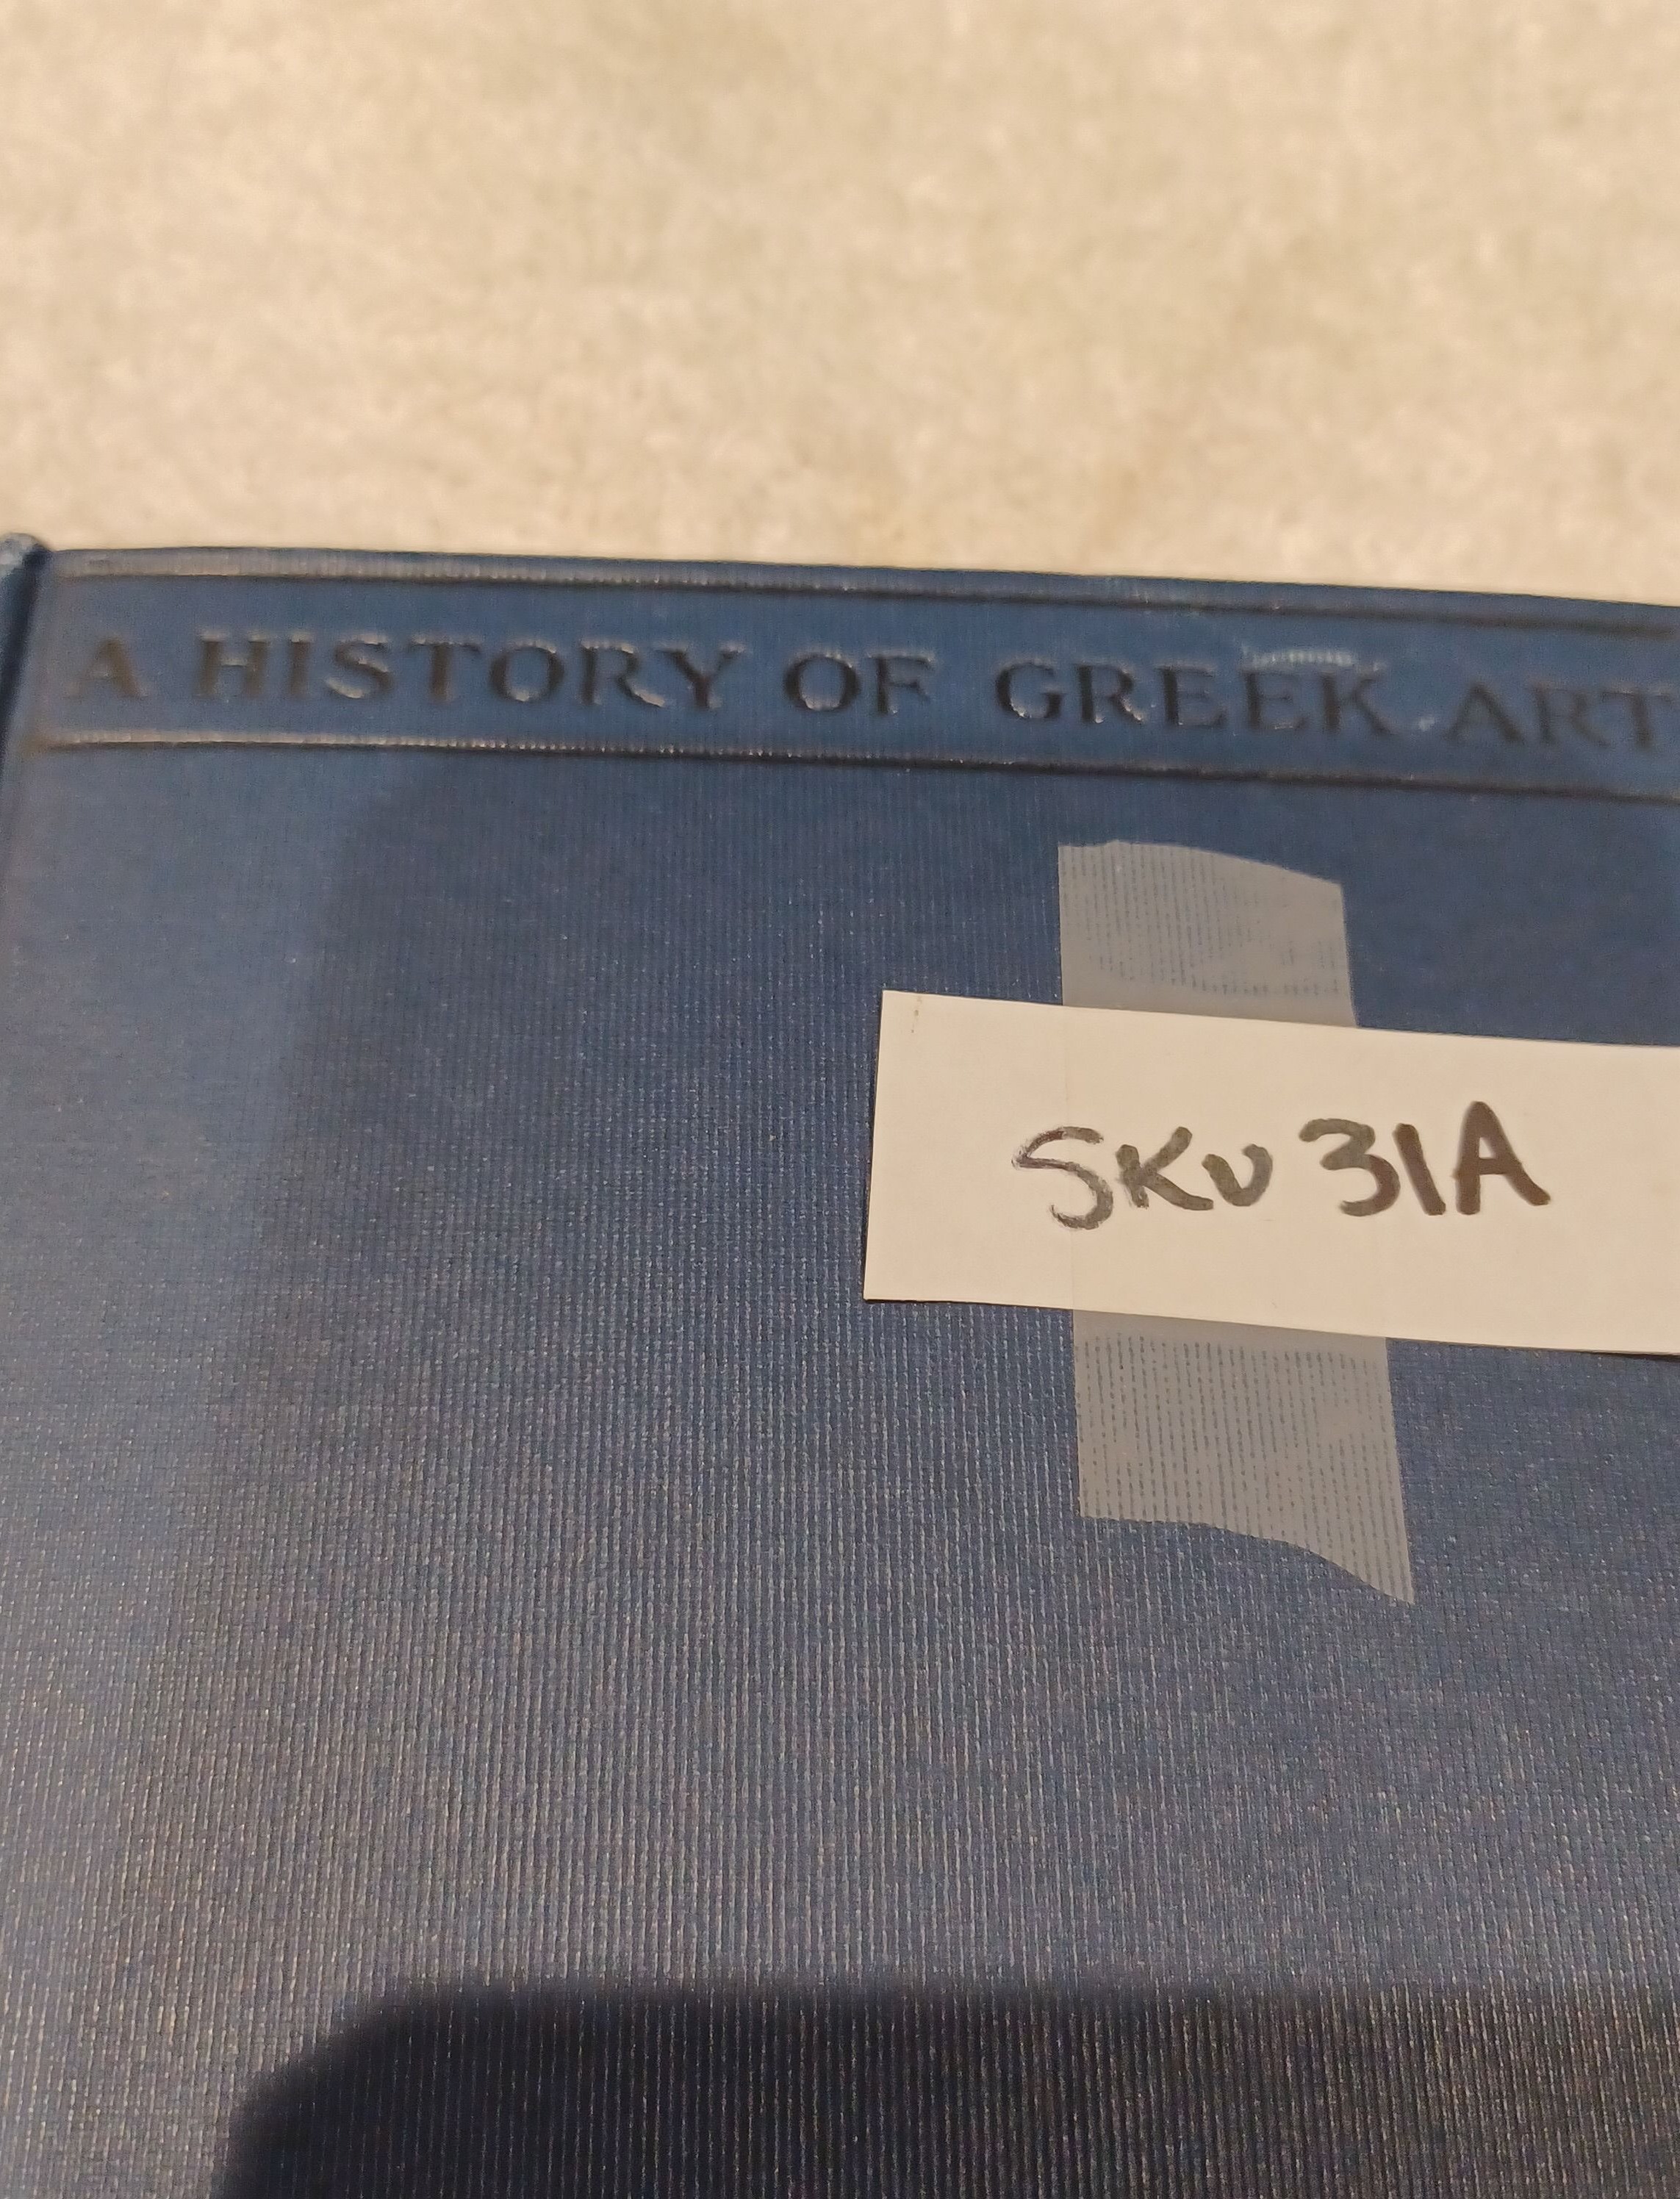 A HISTORY OF GREEK ART
SKU 31A